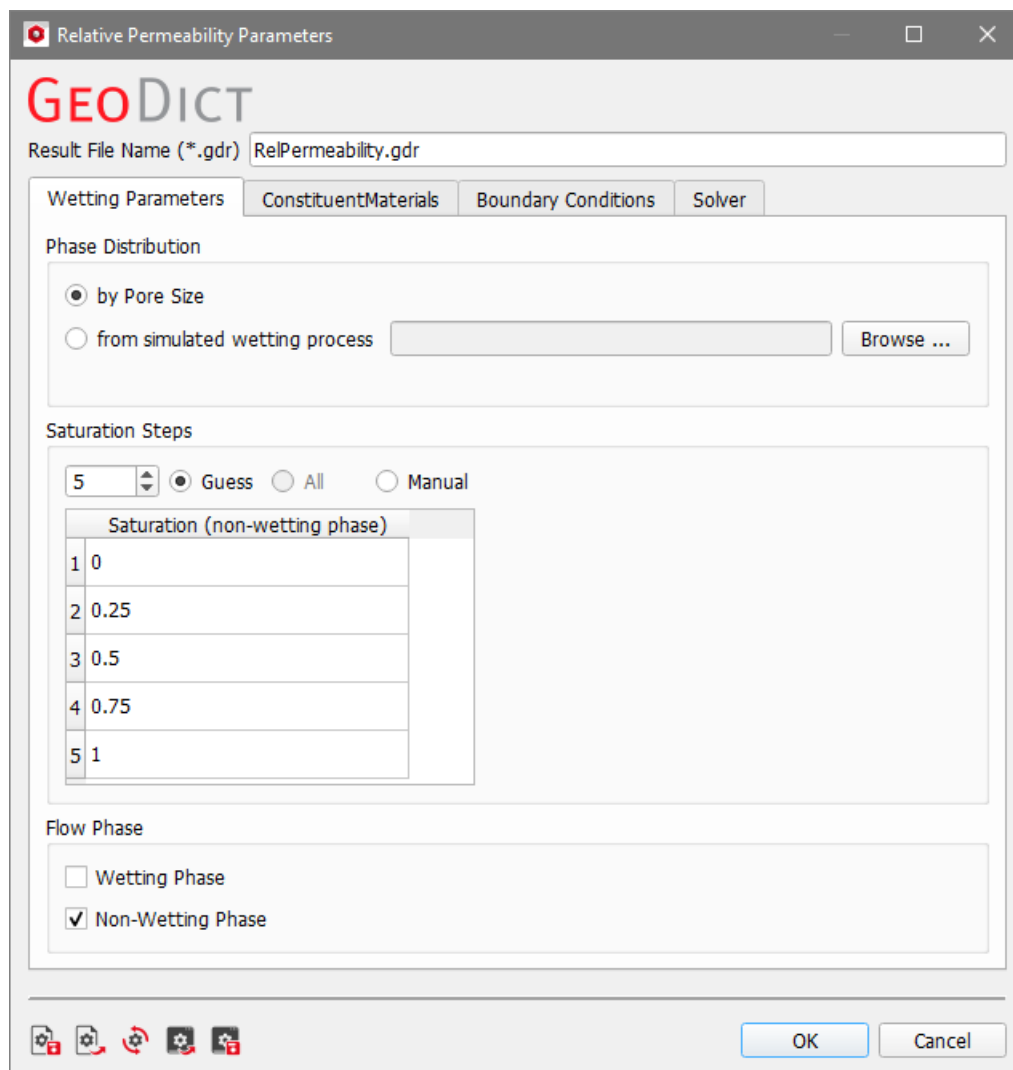 Relative Permeability Parameters
GEODICT
Result File Name (*.gdr) RelPermeability.gdr
Wetting Parameters ConstituentMaterials Boundary Conditions Solver
Phase Distribution
by Pore Size
from simulated wetting process Browse ...
Saturation Steps
5 Guess All Manual
Saturation (non-wetting phase)
1 0
2 0.25
3 0.5
4 0.75
5 1
Flow Phase
Wetting Phase
Non-Wetting Phase
OK Cancel